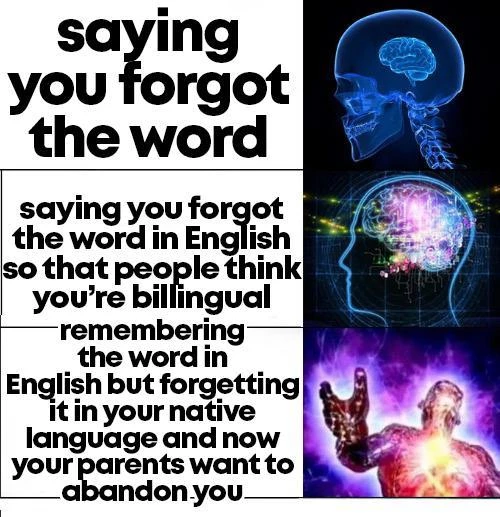 saying
you forgot
the word
saying you forgot
the word in English
so that people think
you're billingual
remembering
the word in
English but forgetting
it in your native
language and now
your parents want to
abandon you